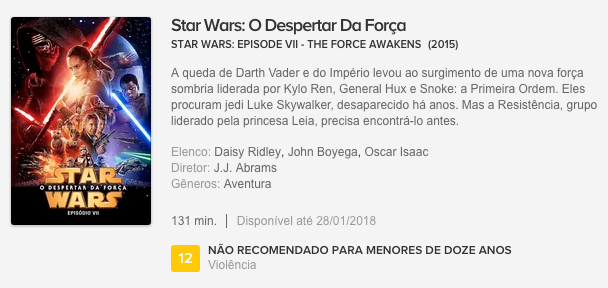 Star Wars: O Despertar Da Força
STAR WARS: EPISODE VII - THE FORCE AWAKENS (2015)
A queda de Darth Vader e do Império levou ao surgimento de uma nova força
sombria liderada por Kylo Ren, General Hux e Snoke: a Primeira Ordem. Eles
procuram jedi Luke Skywalker, desaparecido há anos. Mas a Resistência, grupo
liderado pela princesa Leia, precisa encontrá-lo antes.
Elenco: Daisy Ridley, John Boyega, Oscar Isaac
Diretor: J.J. Abrams
Gêneros: Aventura
131 min. | Disponível até 28/01/2018
12 NÃO RECOMENDADO PARA MENORES DE DOZE ANOS
Violência
STAR
O DESPERTAR DA FORÇA
WARS
EPISÓDIO VII